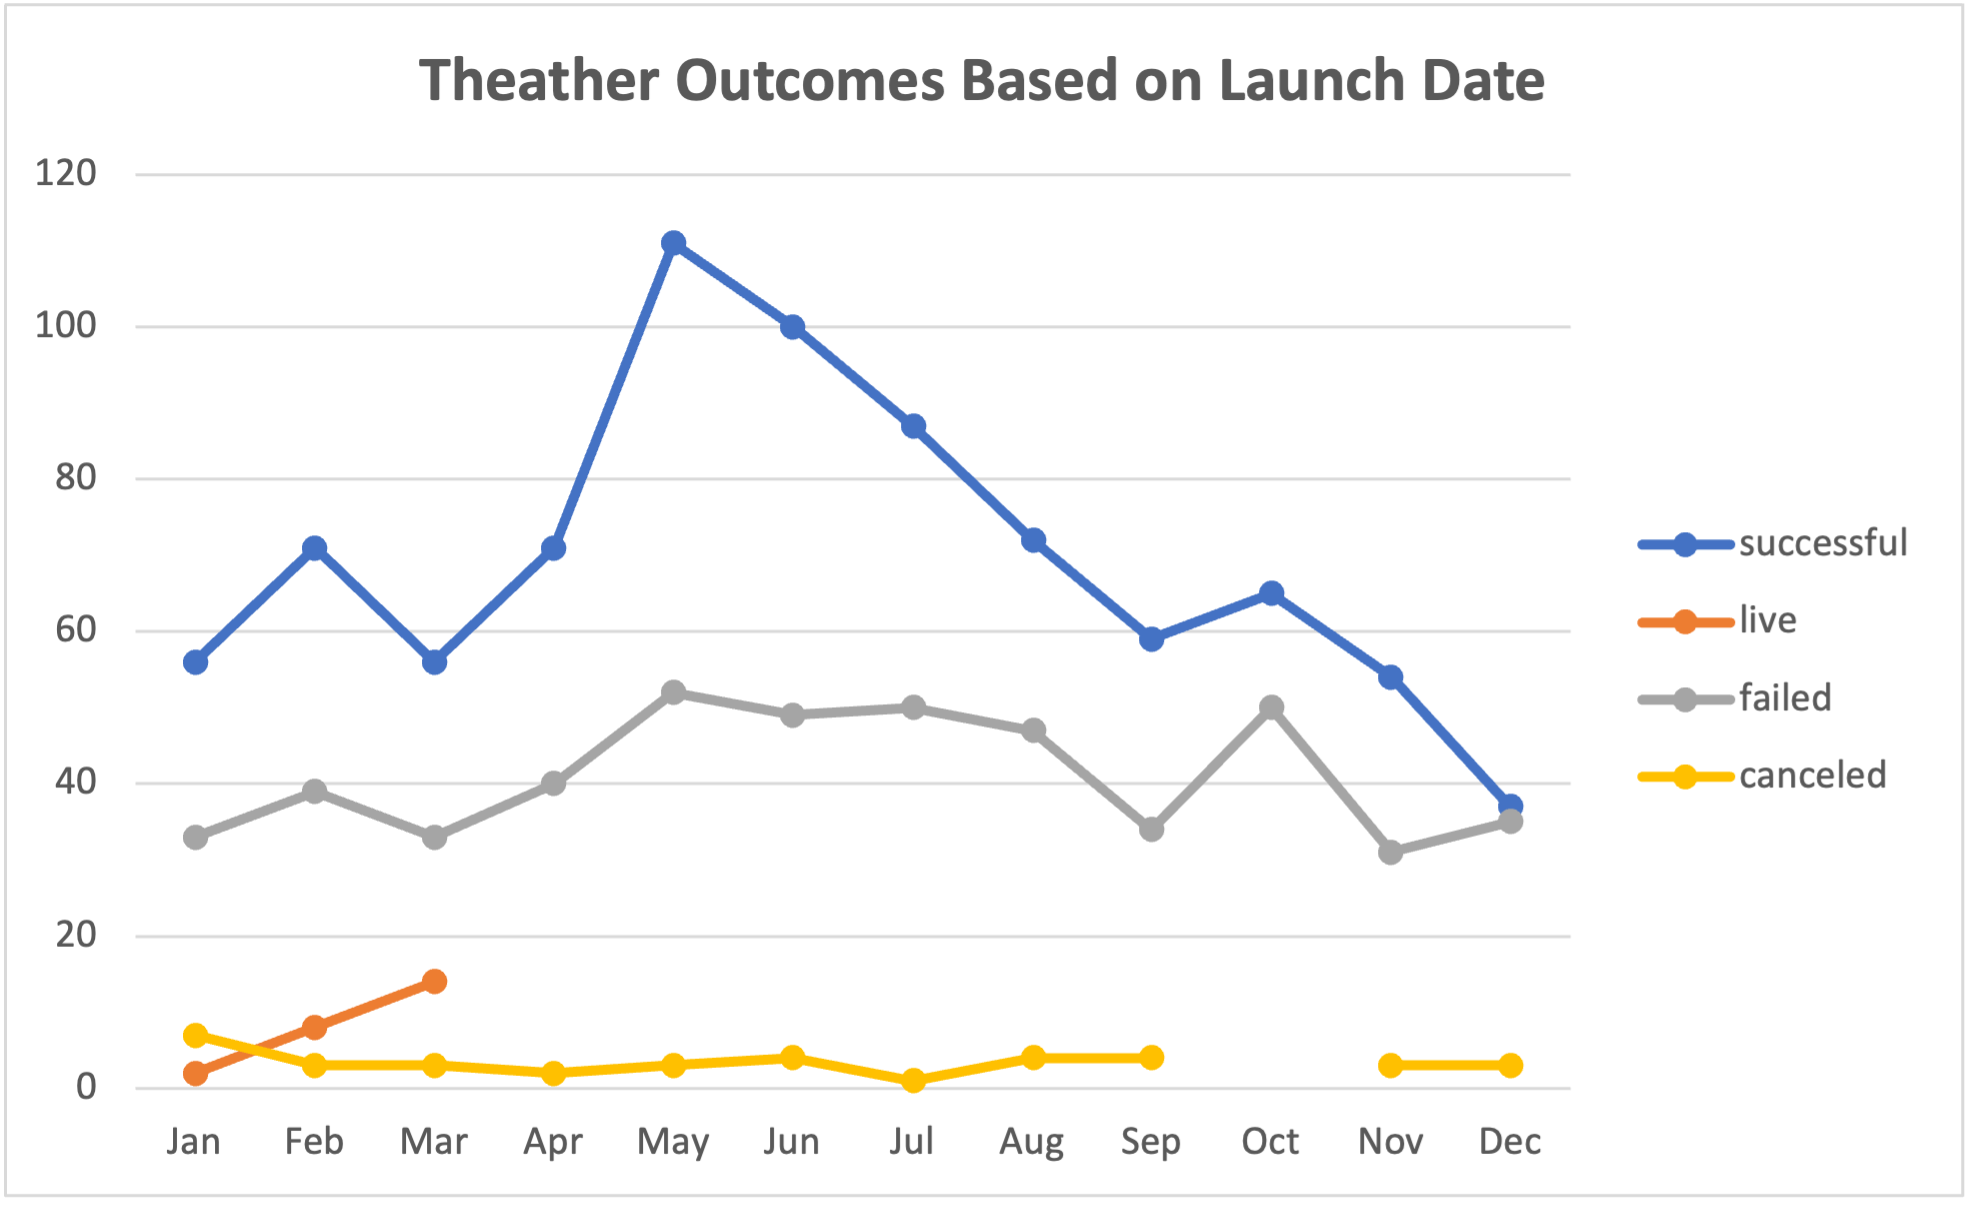 Theather Outcomes Based on Launch Date
120
100
80
60
40
20
0
Jan Feb Mar Apr May Jun Jul Aug Sep Oct Nov Dec
successful
live
failed
canceled